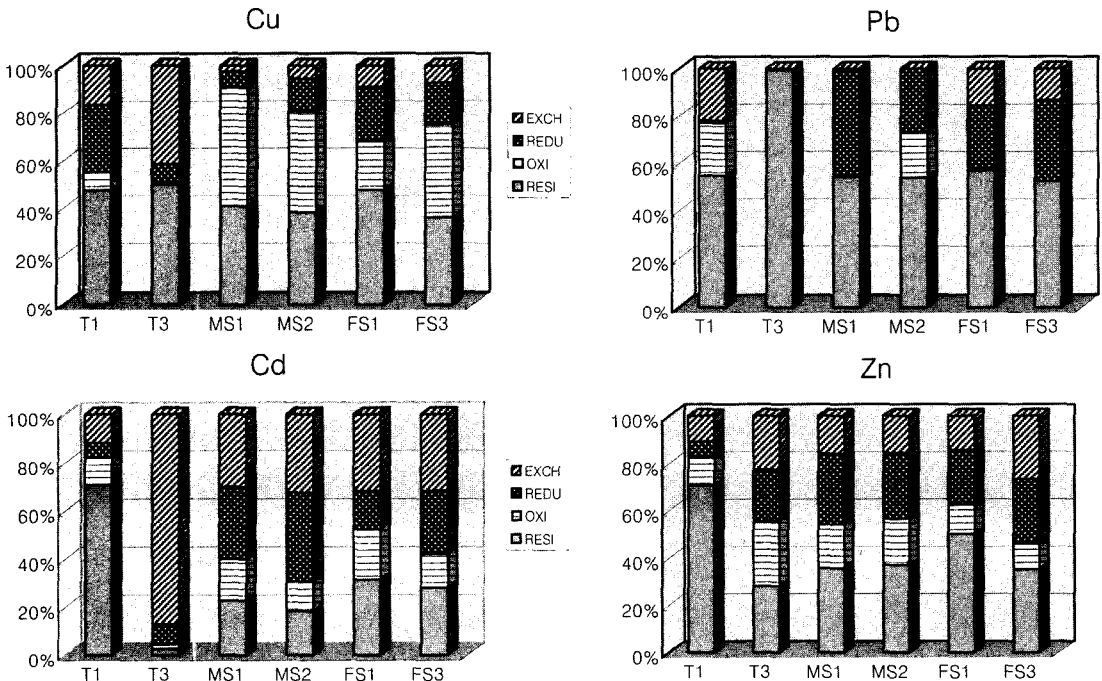 Cu
100%
80%
60%
40%
20%
0%
T1 T3 MS1 MS2 FS1 FS3
EXCH
REDU
OXI
RESI
Pb
100%
80%
60%
40%
20%
0%
T1 T3 MS1 MS2 FS1 FS3
Cd
100%
80%
60%
40%
20%
0%
T1 T3 MS1 MS2 FS1 FS3
EXCH
REDU
OXI
RESI
Zn
100%
80%
60%
40%
20%
0%
T1 T3 MS1 MS2 FS1 FS3